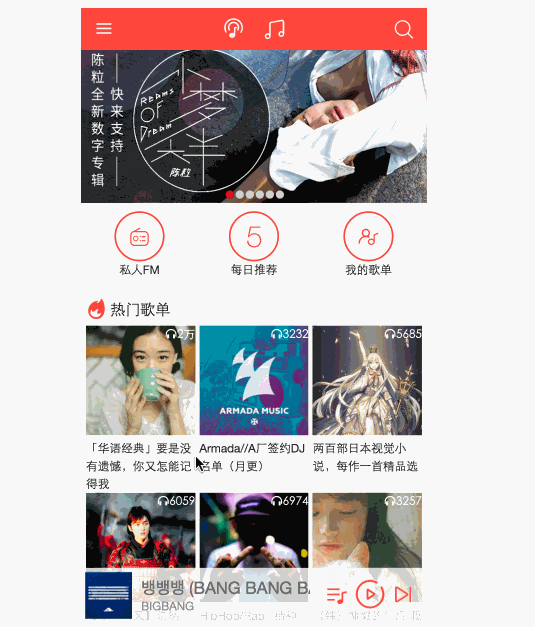 陈粒全新数字专辑
快来支持
小梦大半
Reams
OF
Dream
陈粒
5
私人FM
每日推荐
我的歌单
热门歌单
2万
3232
5685
ARMADA MUSIC
「华语经典」要是没
有遗憾，你又怎能记
得我
Armada//A厂签约DJ
名单（月更）
两百部日本视觉小
说，每作一首精品选
6059
6974
3257
뱅뱅뱅 (BANG BANG BA
BIGBANG